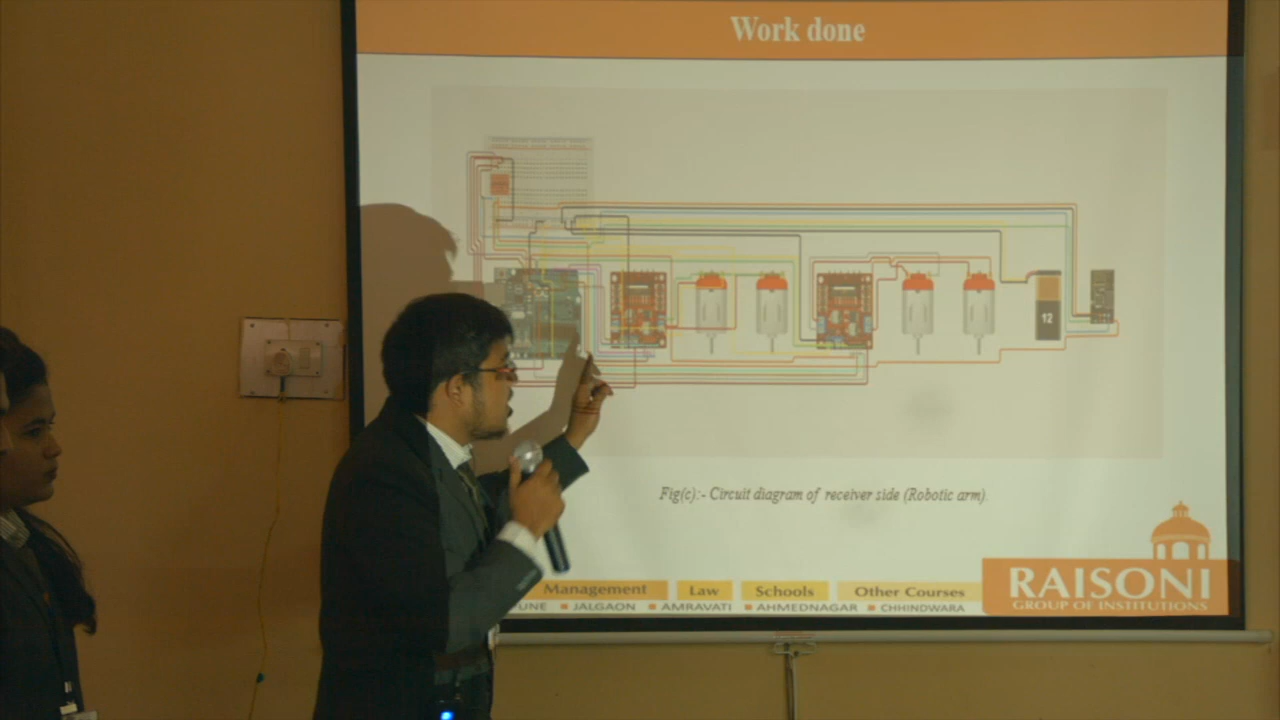 Work done
12
Fig(c):- Circuit diagram of receiver side (Robotic arm).
Management Law Schools Other Courses
UNE ▪ JALGAON ▪ AMRAVATI ▪ AHMEDNAGAR ▪ CHHINDWARA
RAISONI
GROUP OF INSTITUTIONS